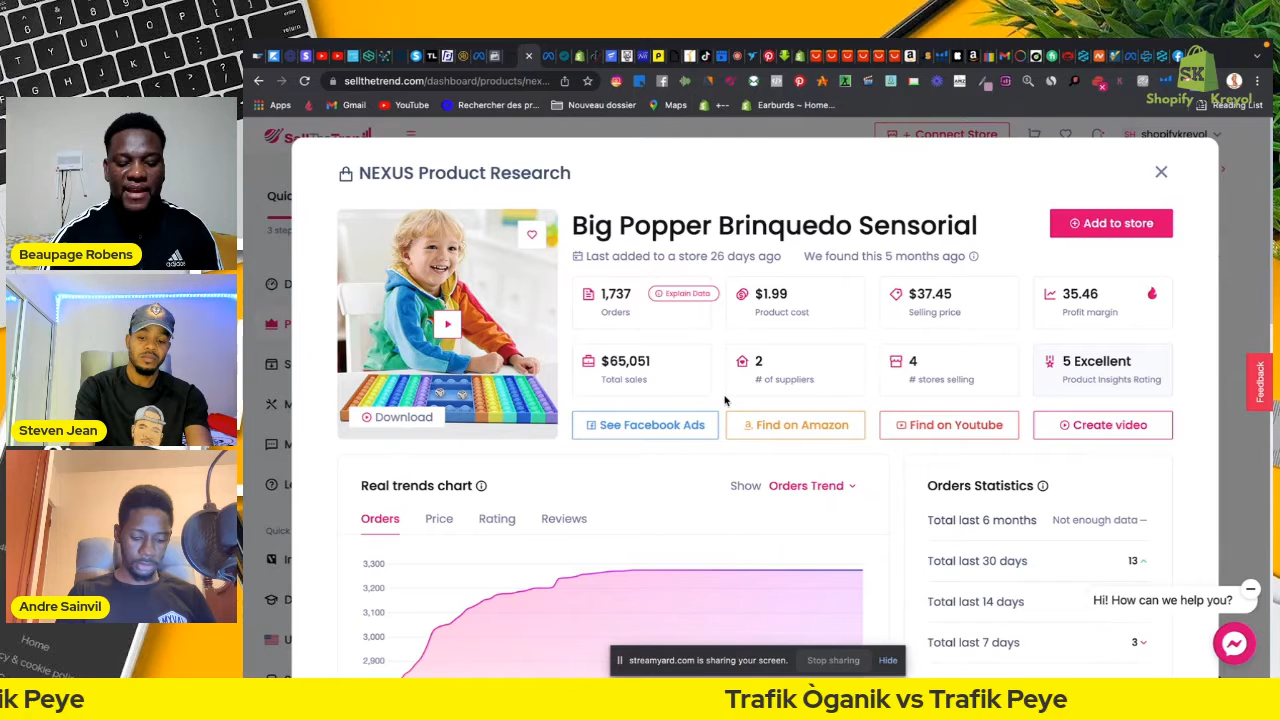 sellthetrend.com/dashboard/products/nex...
Apps
Gmail
YouTube
Rechercher des pr...
Nouveau dossier
Maps
+--
Earburds ~ Home...
Reading List
SK
Shopify Kreyol
SellTheTrend
+ Connect Store
SH
shopifykreyol
Beaupage Robens
Steven Jean
Andre Sainvil
return
Home
cy & cookie
NEXUS Product Research
Big Popper Brinquedo Sensorial
Add to store
Last added to a store 26 days ago
We found this 5 months ago
1,737
Explain Data
Orders
$1.99
Product cost
$37.45
Selling price
35.46
Profit margin
$65,051
Total sales
2
# of suppliers
4
# stores selling
5 Excellent
Product Insights Rating
Download
See Facebook Ads
Find on Amazon
Find on Youtube
Create video
Feedback
Real trends chart
Show
Orders Trend
Orders
Price
Rating
Reviews
3,300
3,200
3,100
3,000
2,900
Orders Statistics
Total last 6 months
Not enough data –
Total last 30 days
13
Total last 14 days
Total last 7 days
3
Hi! How can we help you?
streamyard.com is sharing your screen.
Stop sharing
Hide
ik Peye
Trafik Òganik vs Trafik Peye